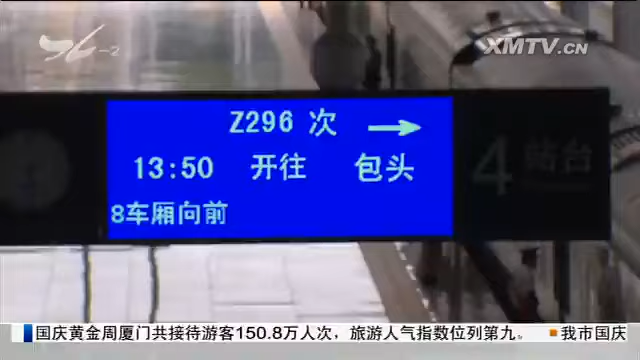 XMTV.CN
Z296 次
13:50 开往 包头
4 站台
8车厢向前
国庆黄金周厦门共接待游客150.8万人次，旅游人气指数位列第九。 ■我市国庆